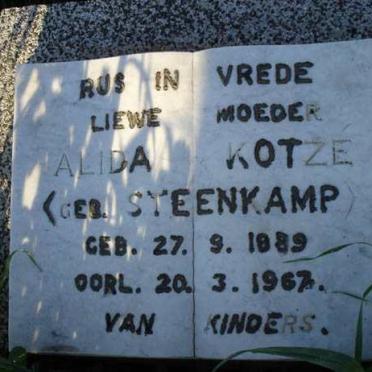 RUS IN VREDE
LIEWE MOEDER
ALIDA KOTZE
(GEB. STEENKAMP)
GEB. 27. 9. 1889
OORL. 20. 3. 1967.
VAN KINDERS.